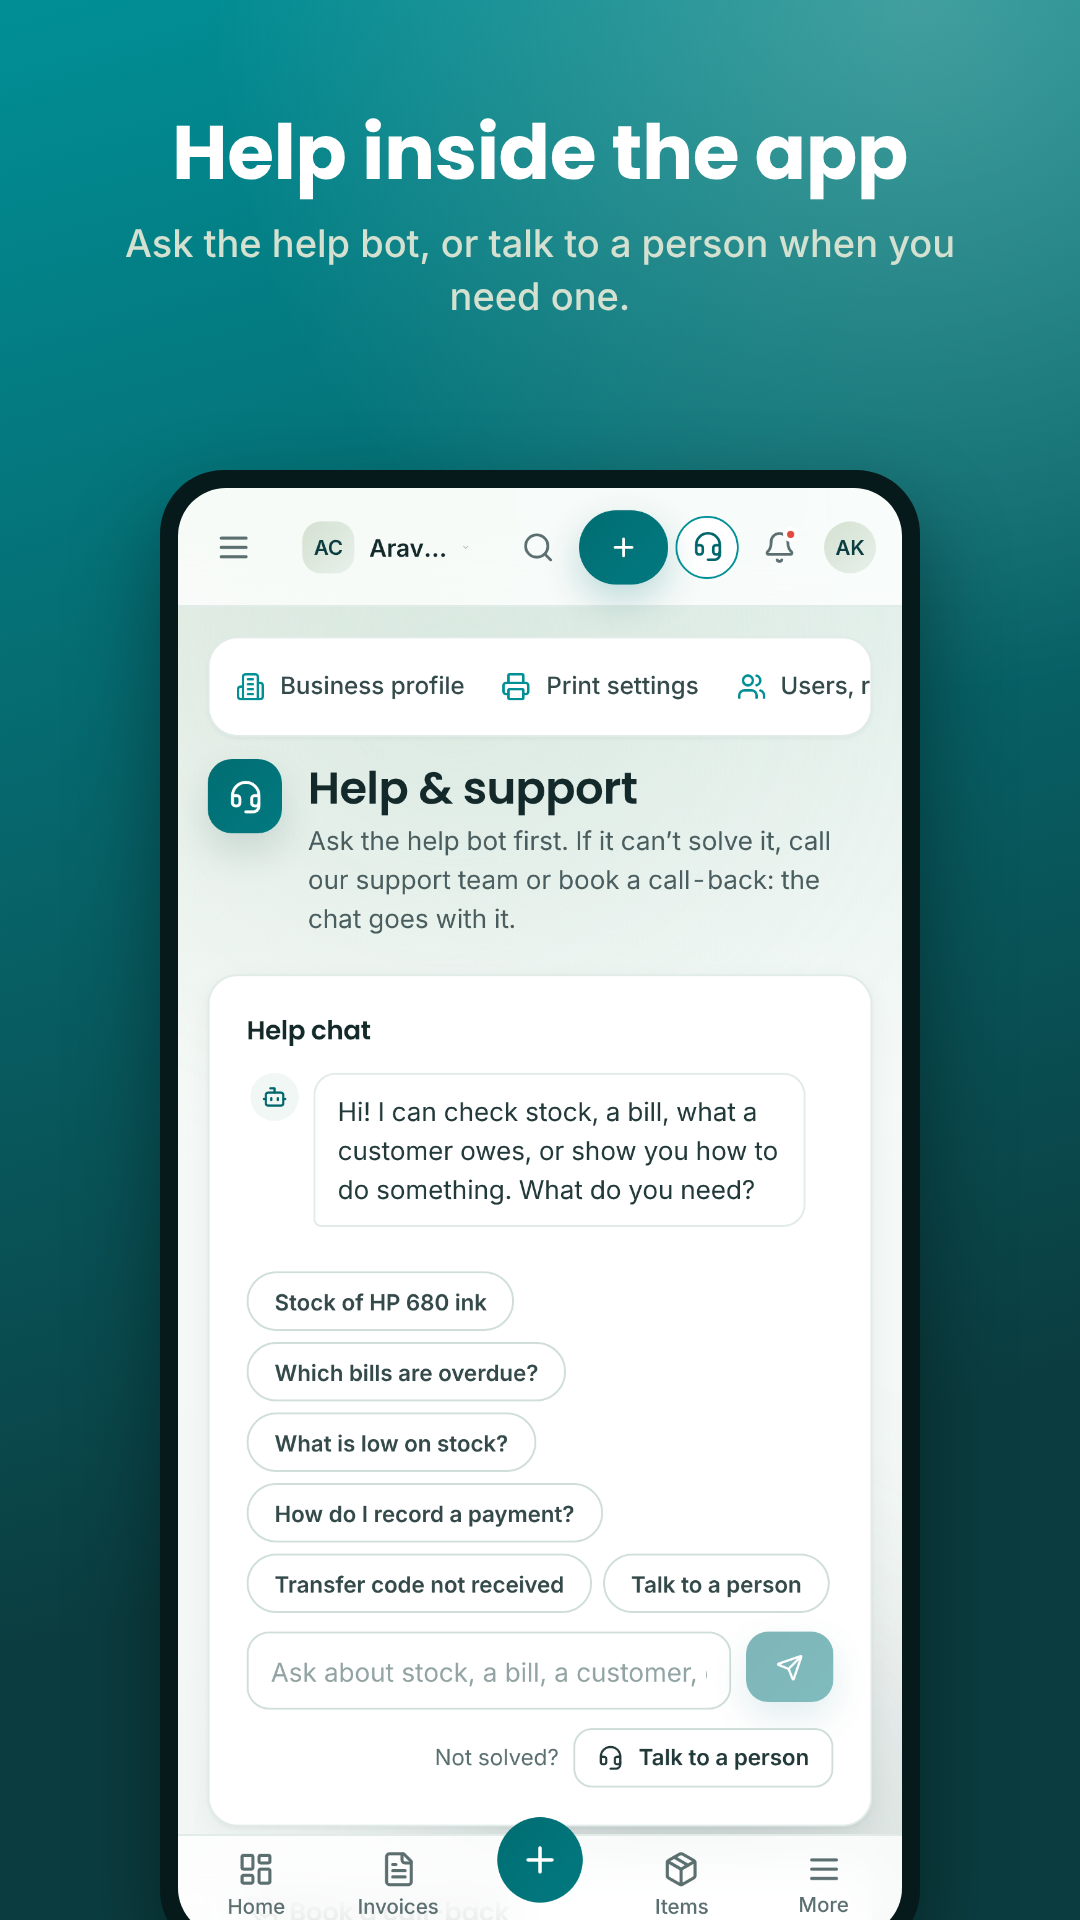 Help inside the app
Ask the help bot, or talk to a person when you
need one.
AC Arav... AK
Business profile Print settings Users, r
Help & support
Ask the help bot first. If it can’t solve it, call
our support team or book a call-back: the
chat goes with it.
Help chat
Hi! I can check stock, a bill, what a
customer owes, or show you how to
do something. What do you need?
Stock of HP 680 ink
Which bills are overdue?
What is low on stock?
How do I record a payment?
Transfer code not received Talk to a person
Ask about stock, a bill, a customer,
Not solved? Talk to a person
Home Invoices Items More
Book a call-back